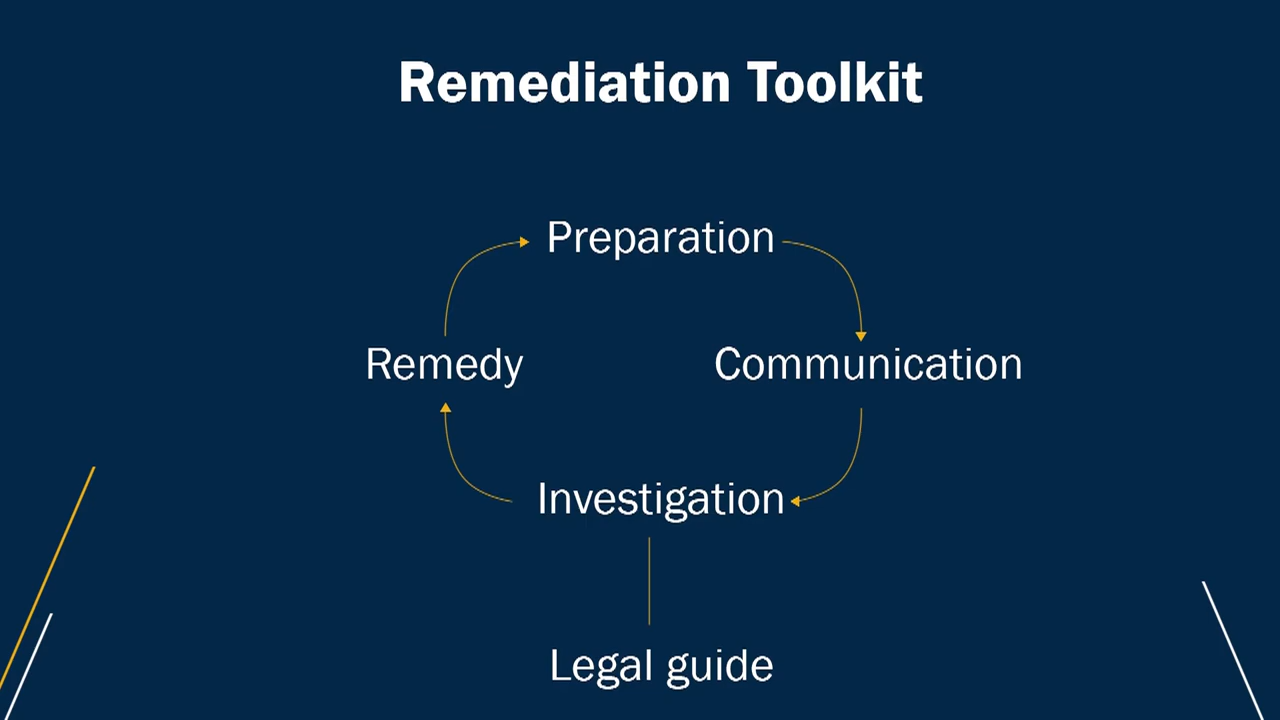 Remediation Toolkit
Preparation
Remedy
Communication
Investigation
Legal guide